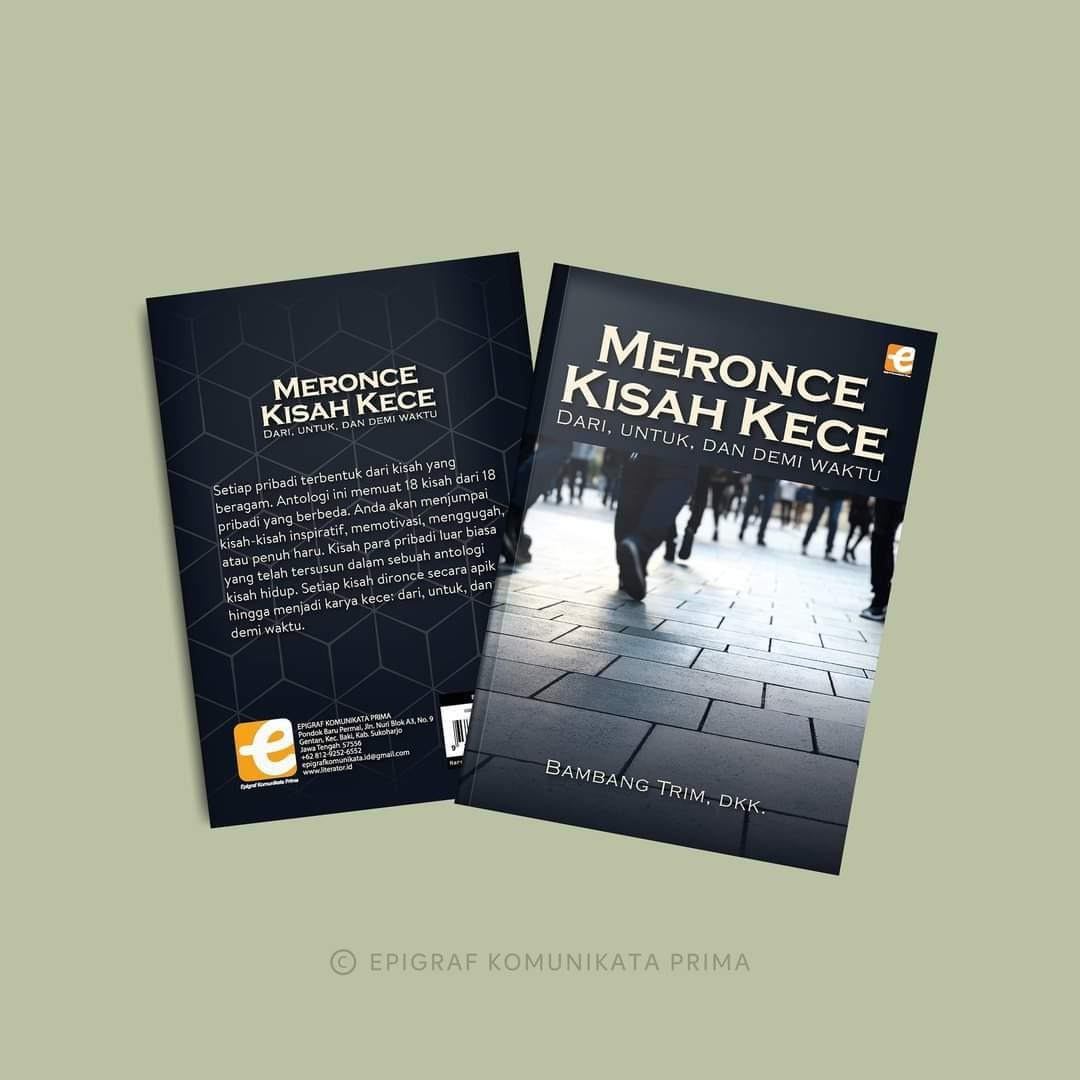 MERONCE
KISAH KECE
DARI, UNTUK, DAN DEMI WAKTU
Setiap pribadi terbentuk dari kisah yang
beragam. Antologi ini memuat 18 kisah dari 18
pribadi yang berbeda. Anda akan menjumpai
kisah-kisah inspiratif, memotivasi, menggugah,
atau penuh haru. Kisah para pribadi luar biasa
yang telah tersusun dalam sebuah antologi
kisah hidup. Setiap kisah dironce secara apik
hingga menjadi karya kece: dari, untuk, dan
demi waktu.
Epigraf Komunikata Prima
EPIGRAF KOMUNIKATA PRIMA
Pondok Baru Permai, Jln. Nuri Blok A3, No. 9
Gentan, Kec. Baki, Kab. Sukoharjo
Jawa Tengah 57556
+62 812-9252-6552
epigrafkomunikata.id@gmail.com
www.literator.id
9
MERONCE
KISAH KECE
DARI, UNTUK, DAN DEMI WAKTU
BAMBANG TRIM, DKK.
© EPIGRAF KOMUNIKATA PRIMA